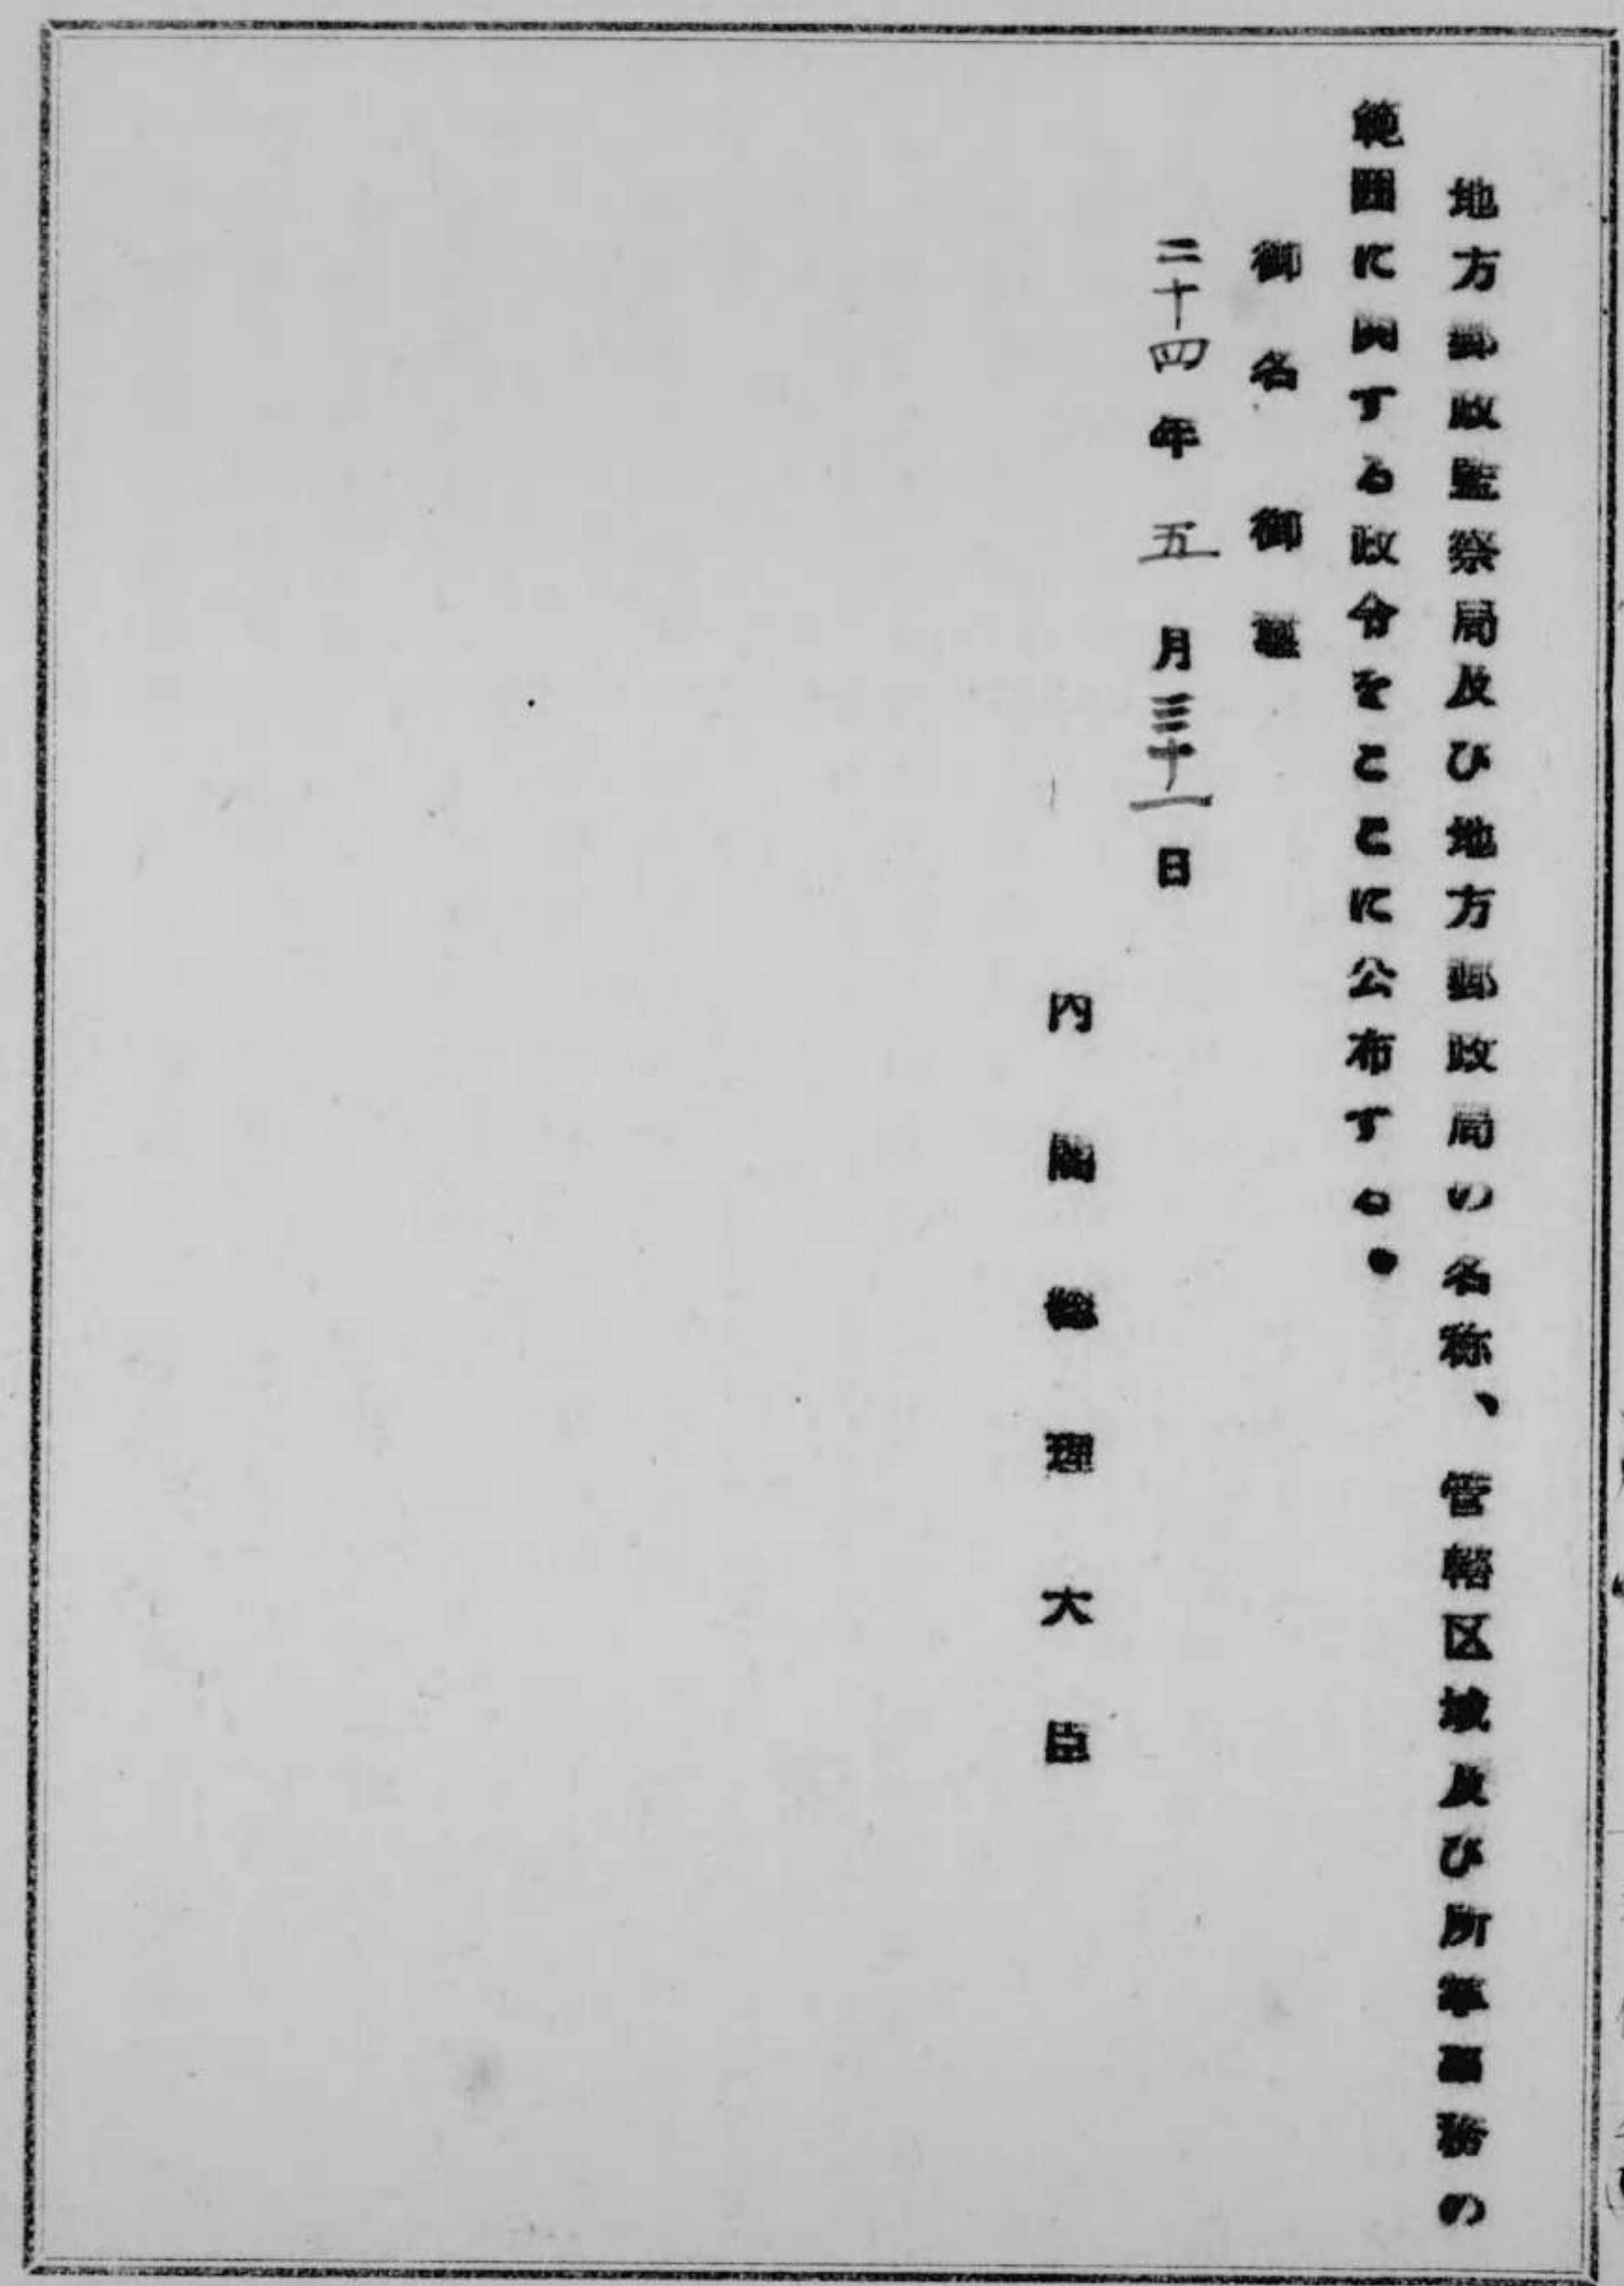 地方郵政監察局及び地方郵政局の名称、管轄区域及び所掌事務の
範囲に関する政令をここに公布する。
御名御璽
二十四年五月三十一日
内閣総理大臣